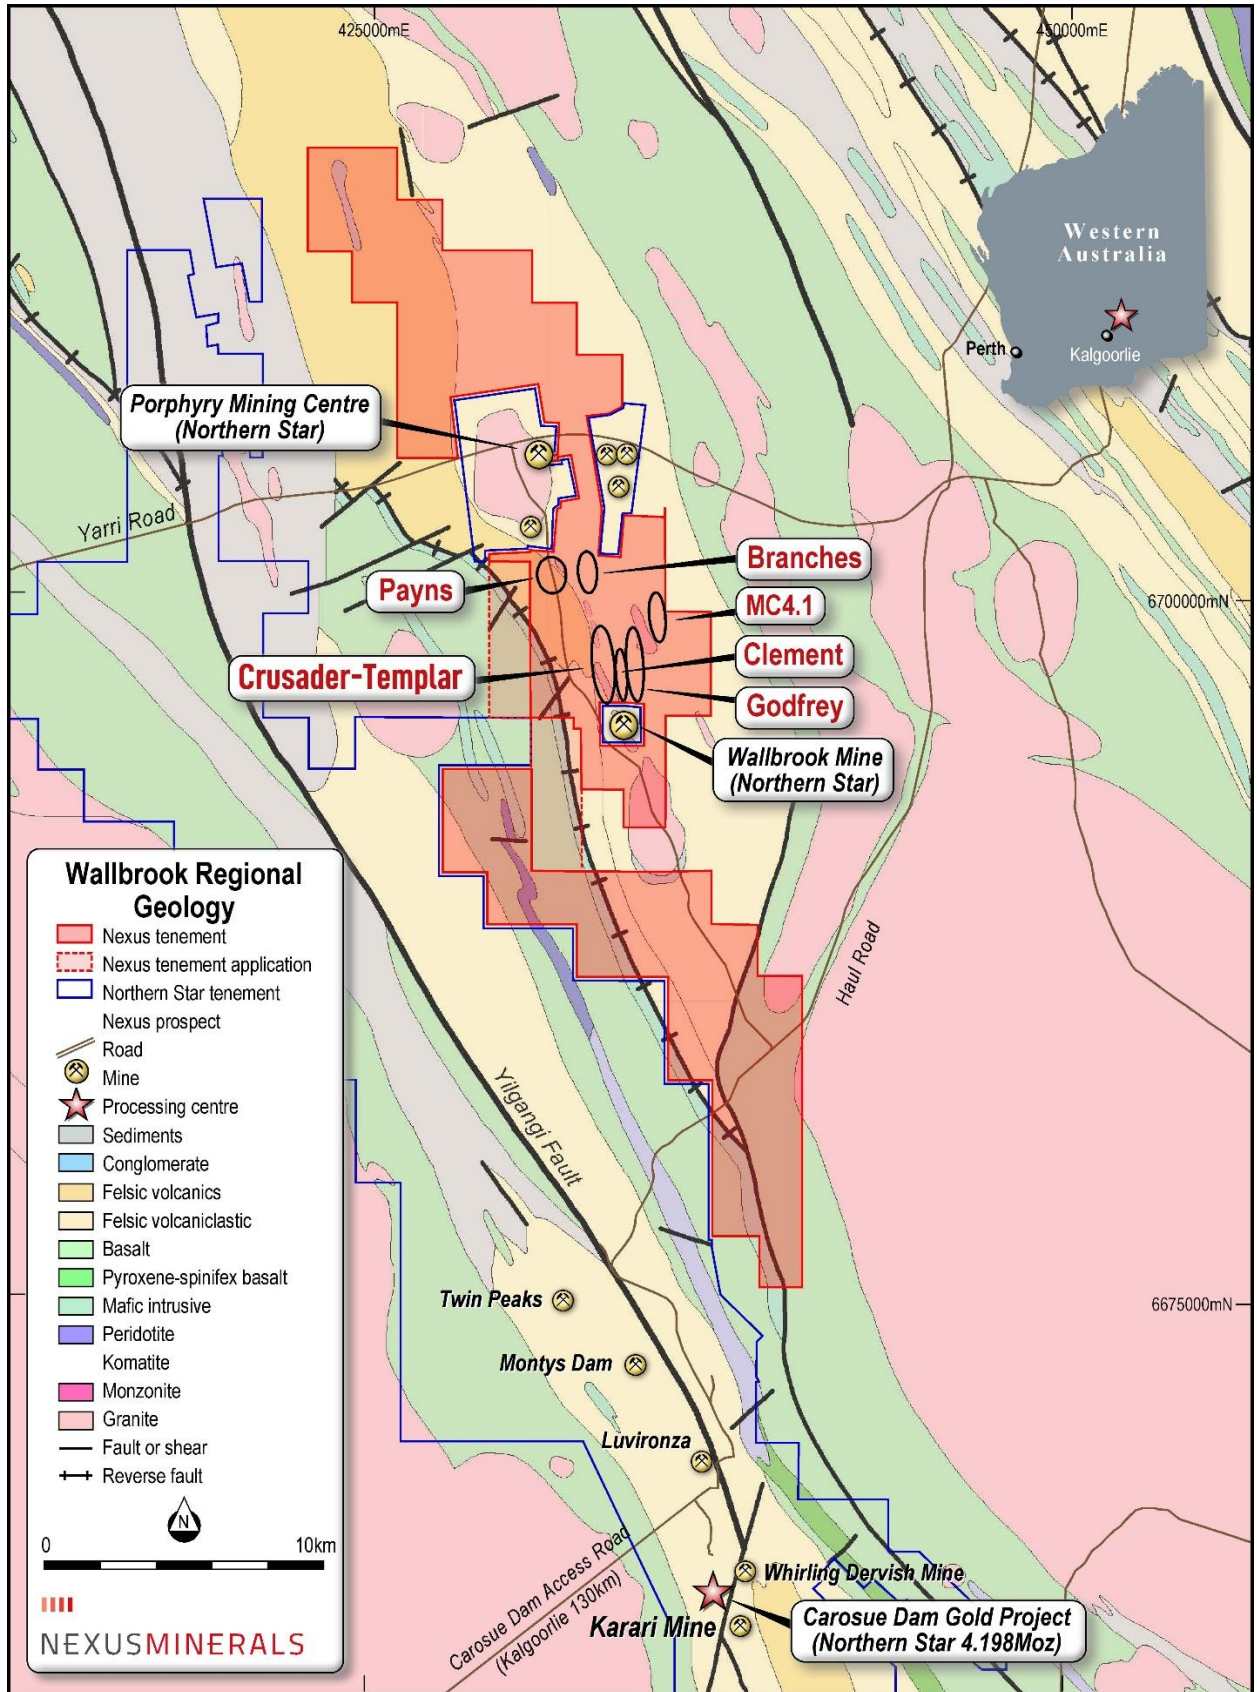 425000mE
450000mE
Western
Australia
Perth
Kalgoorlie
Porphyry Mining Centre
(Northern Star)
Yarri Road
Branches
Payns
MC4.1
6700000mN
Clement
Crusader-Templar
Godfrey
Wallbrook Mine
(Northern Star)
Haul Road
Wallbrook Regional
Geology
Nexus tenement
Nexus tenement application
Northern Star tenement
Nexus prospect
Road
Mine
Processing centre
Sediments
Conglomerate
Felsic volcanics
Felsic volcaniclastic
Basalt
Pyroxene-spinifex basalt
Mafic intrusive
Peridotite
Komatite
Monzonite
Granite
Fault or shear
Reverse fault
N
0 10km
NEXUSMINERALS
Yilgangi Fault
Twin Peaks
6675000mN
Montys Dam
Luvironza
Carosue Dam Access Road
(Kalgoorlie 130km)
Whirling Dervish Mine
Karari Mine
Carosue Dam Gold Project
(Northern Star 4.198Moz)